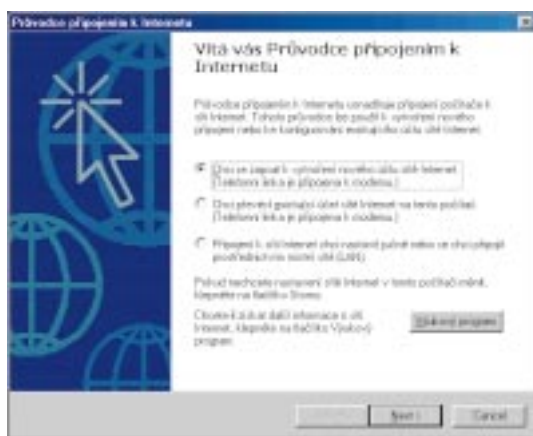 Průvodce připojením k Internetu
Vítá vás Průvodce připojením k
Internetu
Průvodce připojením k Internetu usnadňuje připojení počítače k
síti Internet. Tohoto průvodce lze použít k vytvoření nového
připojení nebo ke konfigurování existujícího účtu sítě Internet.
Chci se zapsat k vytvoření nového účtu sítě Internet.
(Telefonní linka je připojena k modemu.)
Chci převést existující účet sítě Internet na tento počítač.
(Telefonní linka je připojena k modemu.)
Připojení k síti Internet chci nastavit ručně nebo se chci připojit
prostřednictvím místní sítě (LAN).
Pokud nechcete nastavení sítě Internet v tomto počítači měnit,
klepněte na tlačítko Storno.
Chcete-li získat další informace o síti
Internet, klepněte na tlačítko Výukový
program.
Výukový program
Next
Cancel